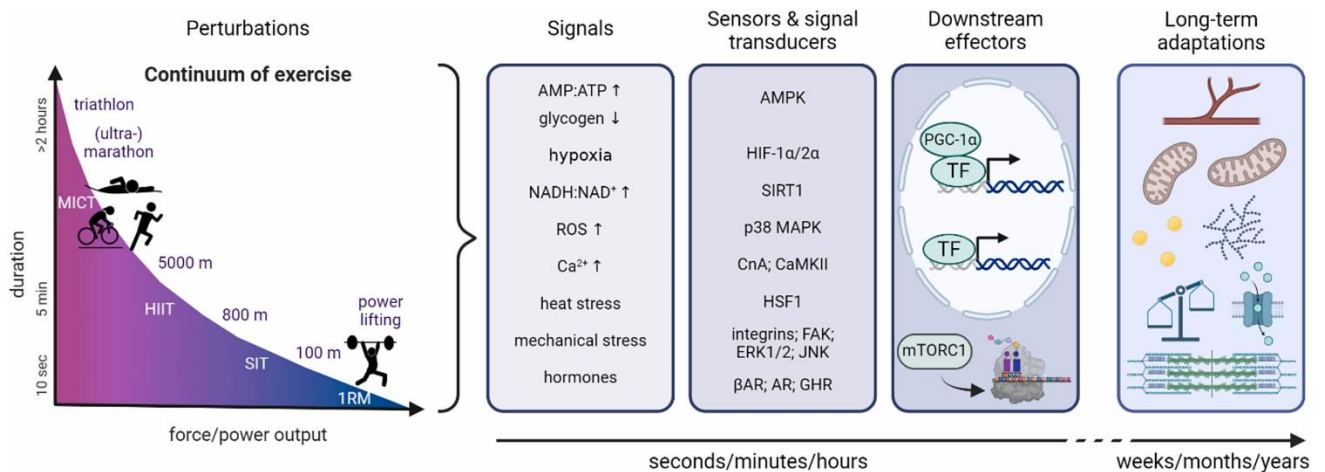 Perturbations
Signals
Sensors & signal
transducers
Downstream
effectors
Long-term
adaptations
Continuum of exercise
duration
>2 hours
5 min
10 sec
triathlon
(ultra-)
marathon
MICT
5000 m
HIIT
800 m
SIT
100 m
power
lifting
1RM
force/power output
AMP:ATP ↑
glycogen ↓
hypoxia
NADH:NAD⁺ ↑
ROS ↑
Ca²⁺ ↑
heat stress
mechanical stress
hormones
AMPK
HIF-1α/2α
SIRT1
p38 MAPK
CnA; CaMKII
HSF1
integrins; FAK;
ERK1/2; JNK
βAR; AR; GHR
PGC-1α
TF
TF
mTORC1
seconds/minutes/hours
weeks/months/years